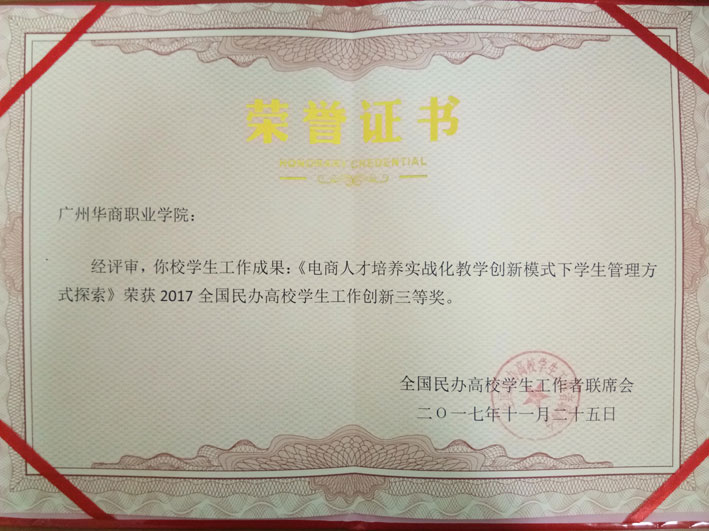 荣誉证书
HONORARY CREDENTIAL
广州华商职业学院：
经评审，你校学生工作成果：《电商人才培养实战化教学创新模式下学生管理方
式探索》荣获 2017 全国民办高校学生工作创新三等奖。
全国民办高校学生工作者联席会
二〇一七年十一月二十五日